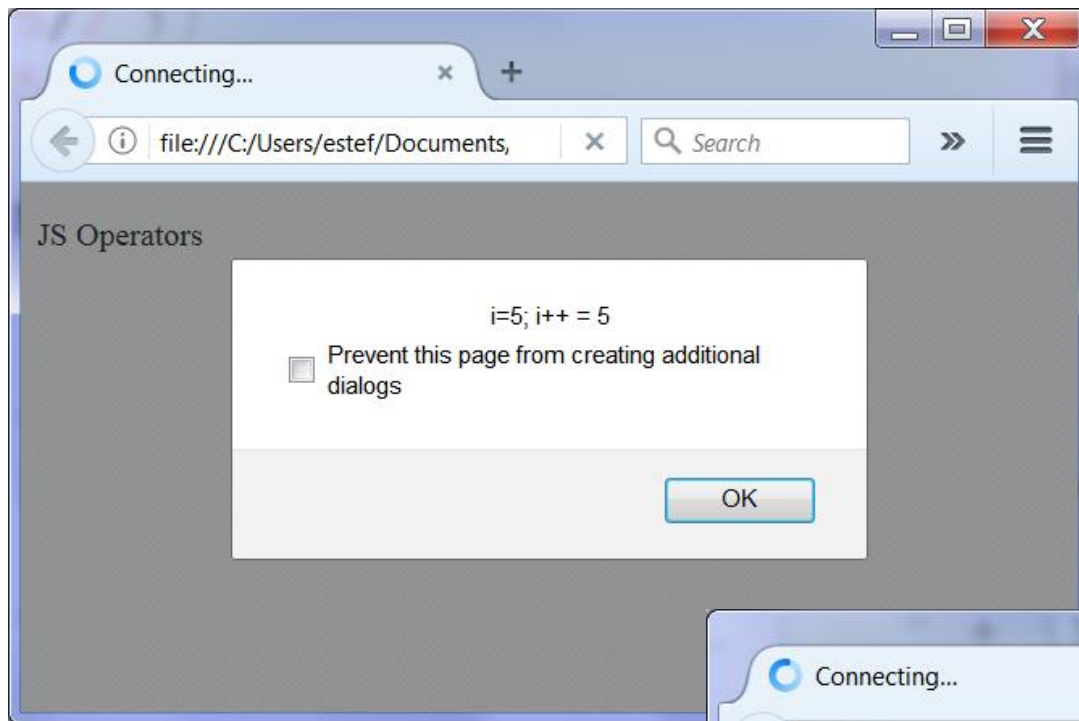 Connecting...
file:///C:/Users/estef/Documents,
Search
JS Operators
i=5; i++ = 5
Prevent this page from creating additional
dialogs
OK
Connecting...